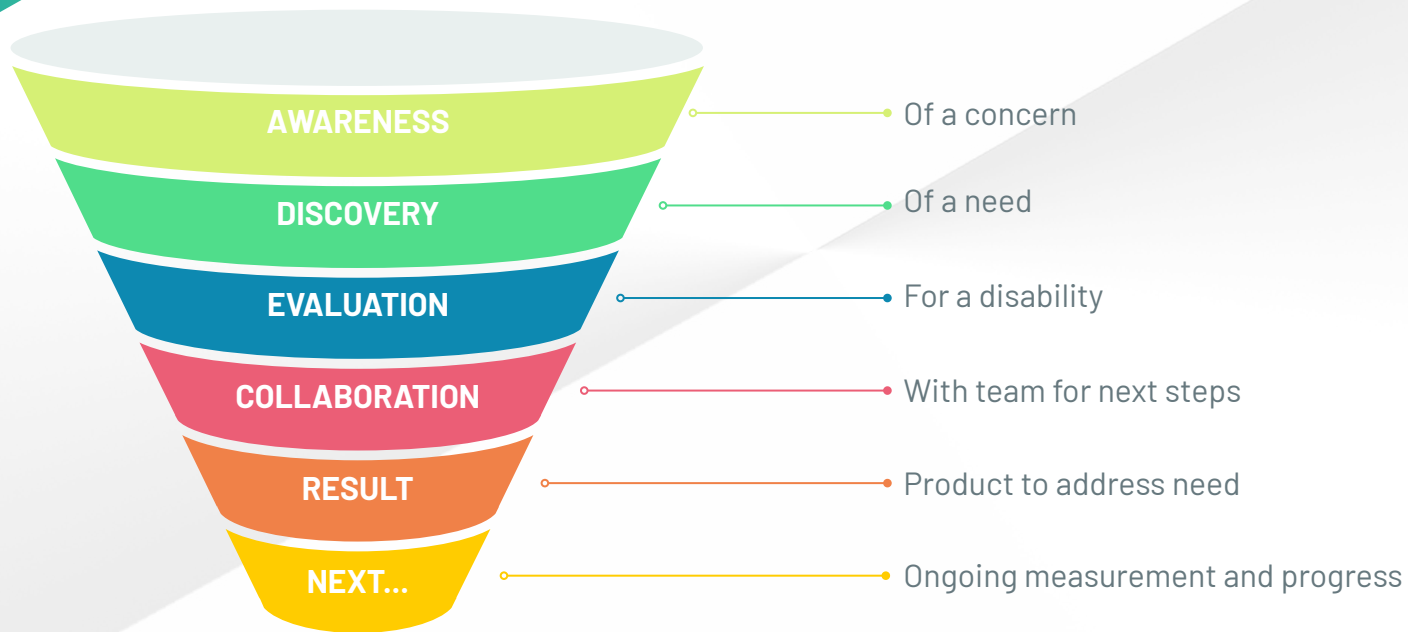 AWARENESS
Of a concern
DISCOVERY
Of a need
EVALUATION
For a disability
COLLABORATION
With team for next steps
RESULT
Product to address need
NEXT...
Ongoing measurement and progress